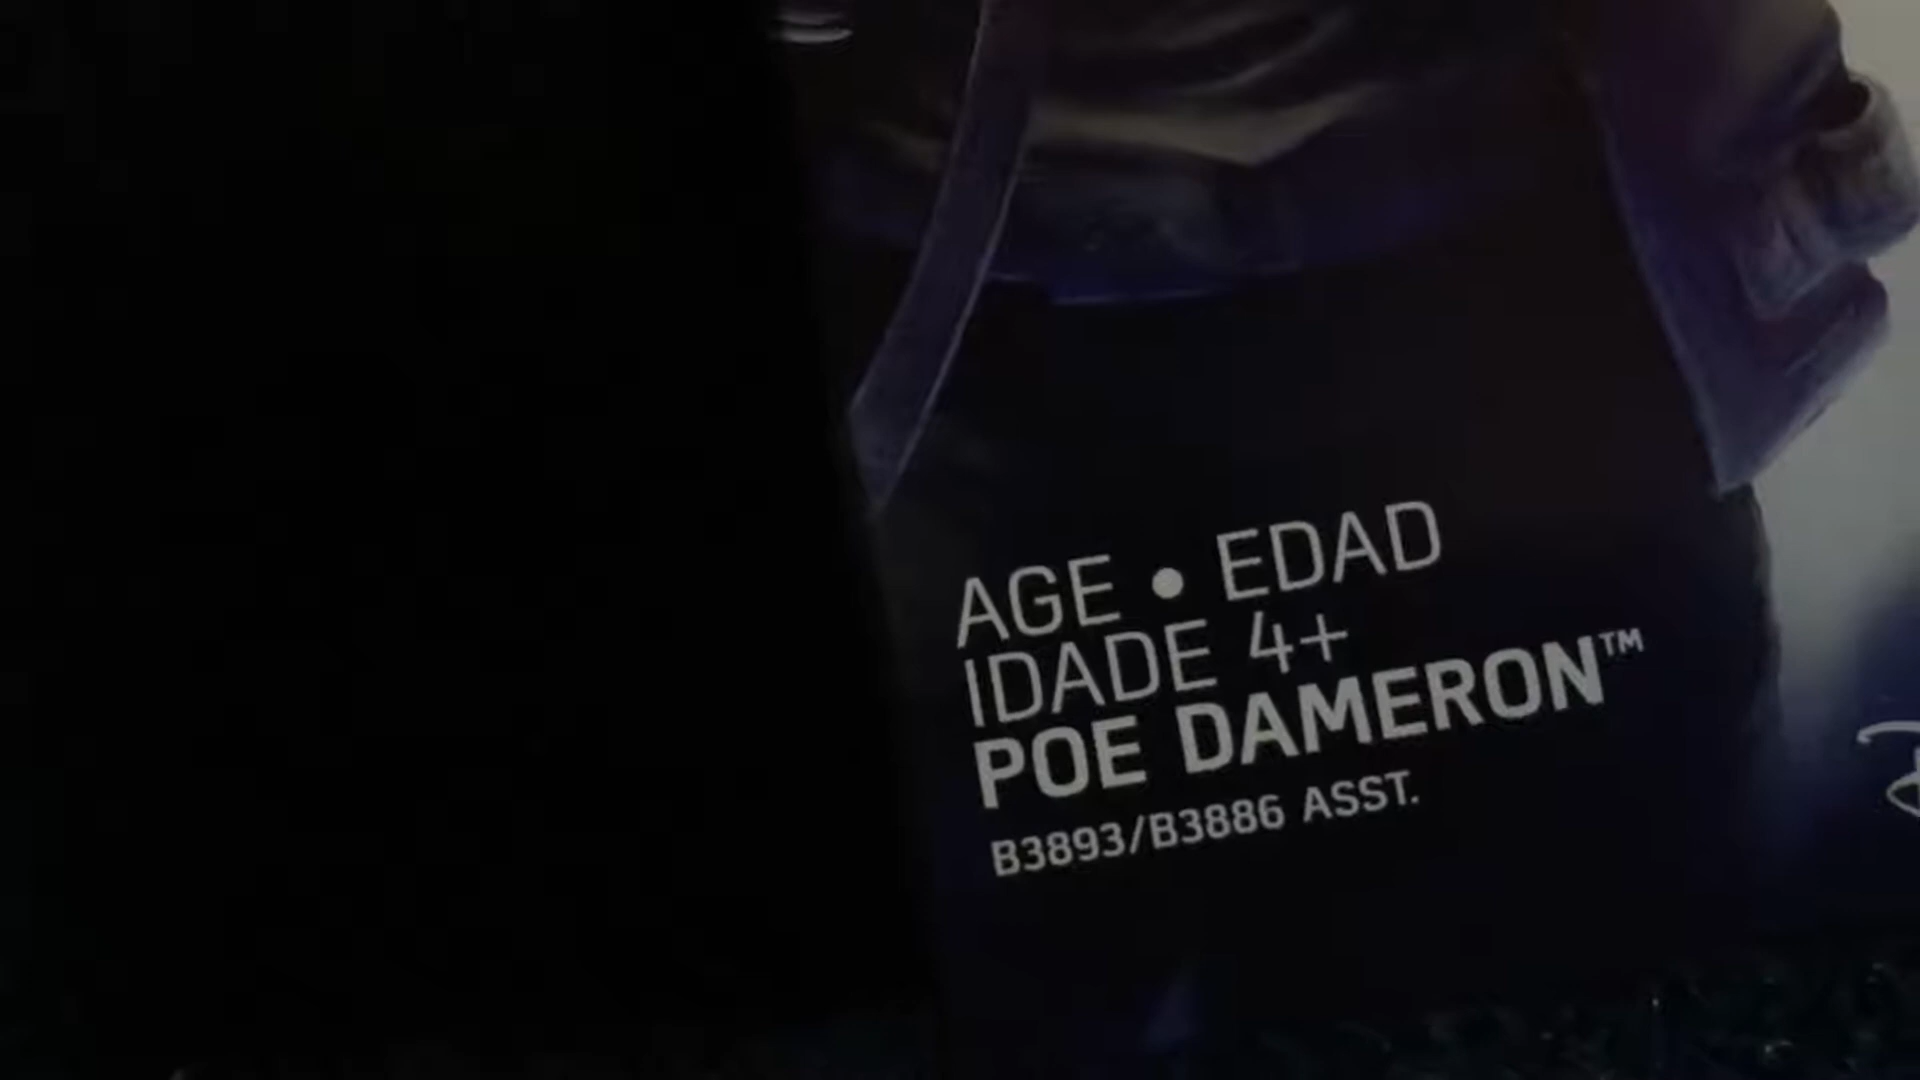 AGE • EDAD
IDADE 4+
POE DAMERON™
B3893/B3886 ASST.